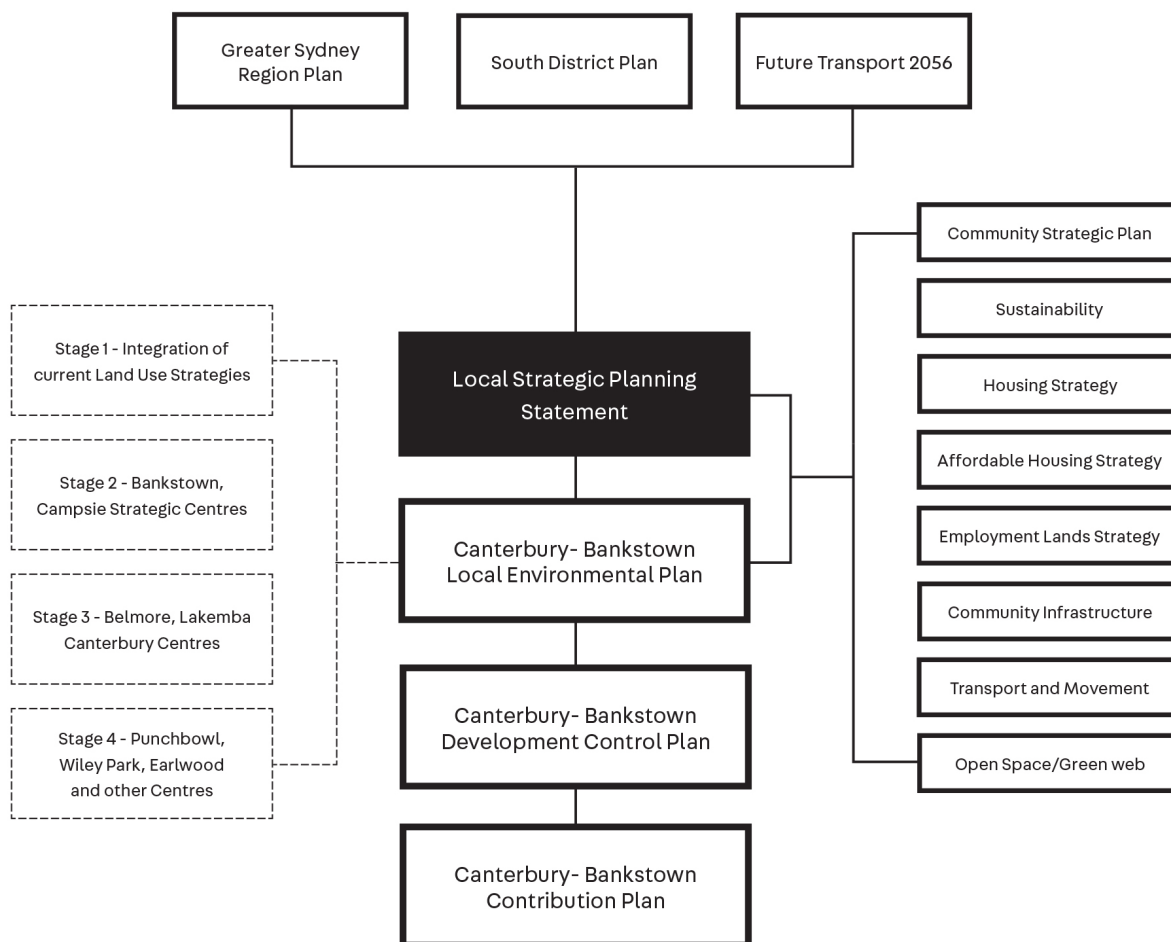 Greater Sydney
Region Plan
South District Plan
Future Transport 2056
Community Strategic Plan
Sustainability
Housing Strategy
Affordable Housing Strategy
Employment Lands Strategy
Community Infrastructure
Transport and Movement
Open Space/Green web
Stage 1 - Integration of
current Land Use Strategies
Stage 2 - Bankstown,
Campsie Strategic Centres
Stage 3 - Belmore, Lakemba
Canterbury Centres
Stage 4 - Punchbowl,
Wiley Park, Earlwood
and other Centres
Local Strategic Planning
Statement
Canterbury- Bankstown
Local Environmental Plan
Canterbury- Bankstown
Development Control Plan
Canterbury- Bankstown
Contribution Plan